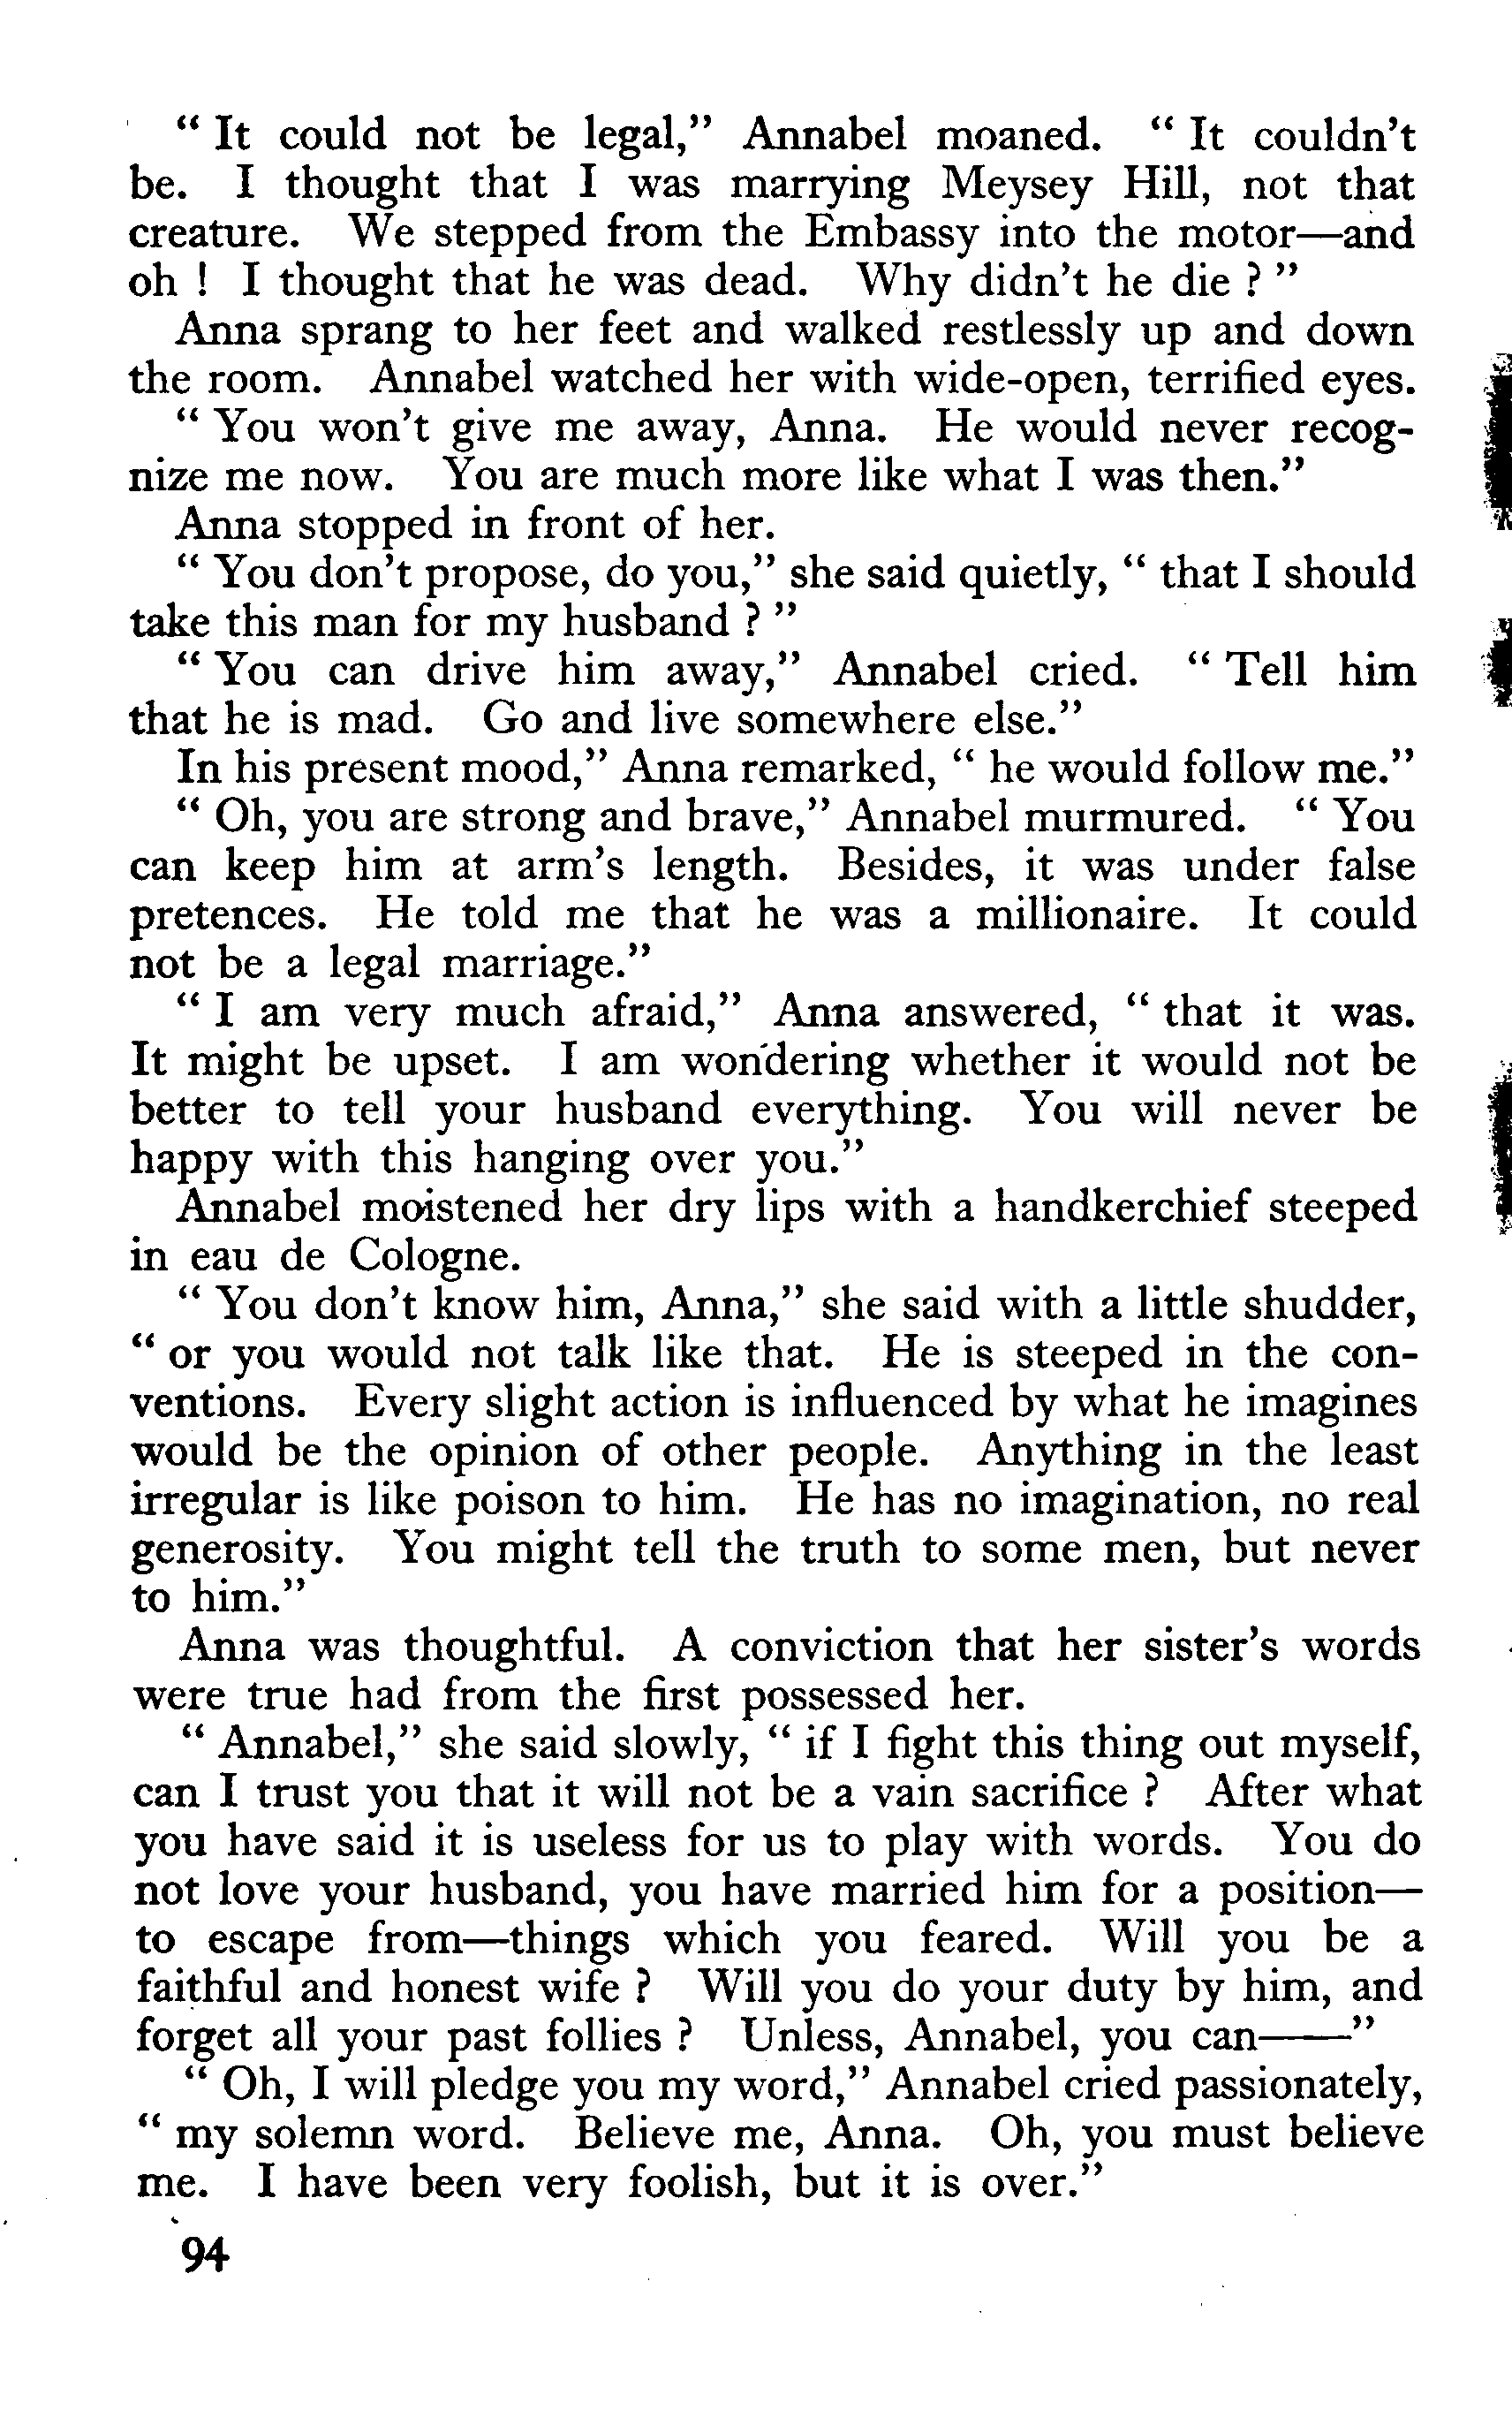 “ It could not be legal,” Annabel moaned. “ It couldn’t
be. I thought that I was marrying Meysey Hill, not that
creature. We stepped from the Embassy into the motor—and
oh ! I thought that he was dead. Why didn’t he die ? ”
Anna sprang to her feet and walked restlessly up and down
the room. Annabel watched her with wide-open, terrified eyes.
“ You won’t give me away, Anna. He would never recog-
nize me now. You are much more like what I was then.”
Anna stopped in front of her.
“ You don’t propose, do you,” she said quietly, “ that I should
take this man for my husband ? ”
“ You can drive him away,” Annabel cried. “ Tell him
that he is mad. Go and live somewhere else.”
In his present mood,” Anna remarked, “ he would follow me.”
“ Oh, you are strong and brave,” Annabel murmured. “ You
can keep him at arm’s length. Besides, it was under false
pretences. He told me that he was a millionaire. It could
not be a legal marriage.”
“ I am very much afraid,” Anna answered, “ that it was.
It might be upset. I am wondering whether it would not be
better to tell your husband everything. You will never be
happy with this hanging over you.”
Annabel moistened her dry lips with a handkerchief steeped
in eau de Cologne.
“ You don’t know him, Anna,” she said with a little shudder,
“ or you would not talk like that. He is steeped in the con-
ventions. Every slight action is influenced by what he imagines
would be the opinion of other people. Anything in the least
irregular is like poison to him. He has no imagination, no real
generosity. You might tell the truth to some men, but never
to him.”
Anna was thoughtful. A conviction that her sister’s words
were true had from the first possessed her.
“ Annabel,” she said slowly, “ if I fight this thing out myself,
can I trust you that it will not be a vain sacrifice ? After what
you have said it is useless for us to play with words. You do
not love your husband, you have married him for a position—
to escape from—things which you feared. Will you be a
faithful and honest wife ? Will you do your duty by him, and
forget all your past follies ? Unless, Annabel, you can——”
“ Oh, I will pledge you my word,” Annabel cried passionately,
“ my solemn word. Believe me, Anna. Oh, you must believe
me. I have been very foolish, but it is over.”
94